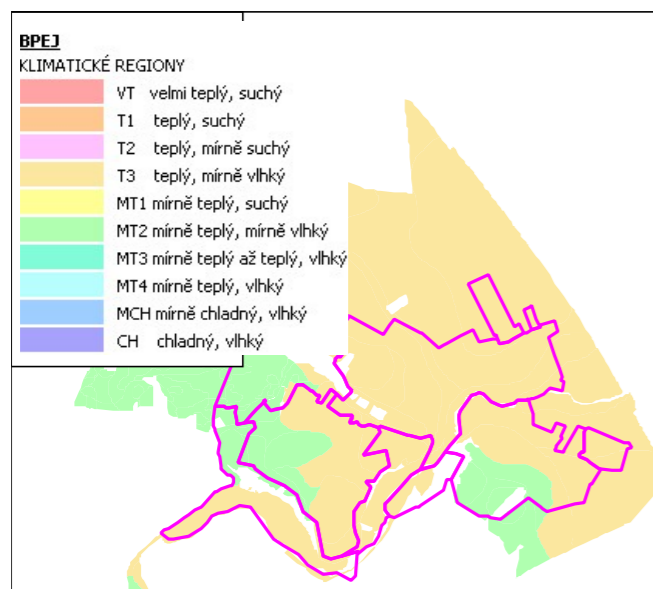 BPEJ
KLIMATICKÉ REGIONY
VT velmi teplý, suchý
T1 teplý, suchý
T2 teplý, mírně suchý
T3 teplý, mírně vlhký
MT1 mírně teplý, suchý
MT2 mírně teplý, mírně vlhký
MT3 mírně teplý až teplý, vlhký
MT4 mírně teplý, vlhký
MCH mírně chladný, vlhký
CH chladný, vlhký